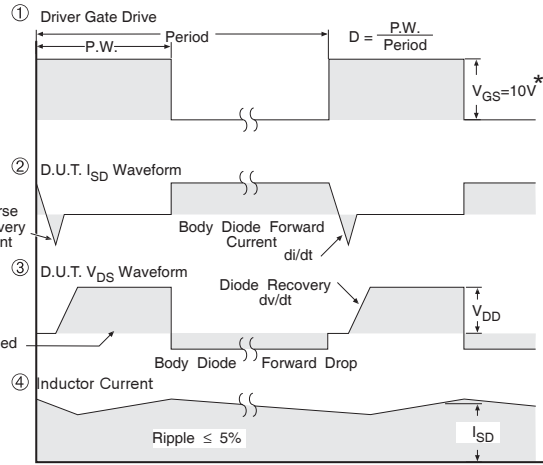 ① Driver Gate Drive
P.W.
Period
D = P.W.
Period
VGS=10V*
② D.U.T. ISD Waveform
Body Diode Forward
Current
di/dt
③ D.U.T. VDS Waveform
Diode Recovery
dv/dt
VDD
Body Diode Forward Drop
④ Inductor Current
Ripple ≤ 5%
ISD